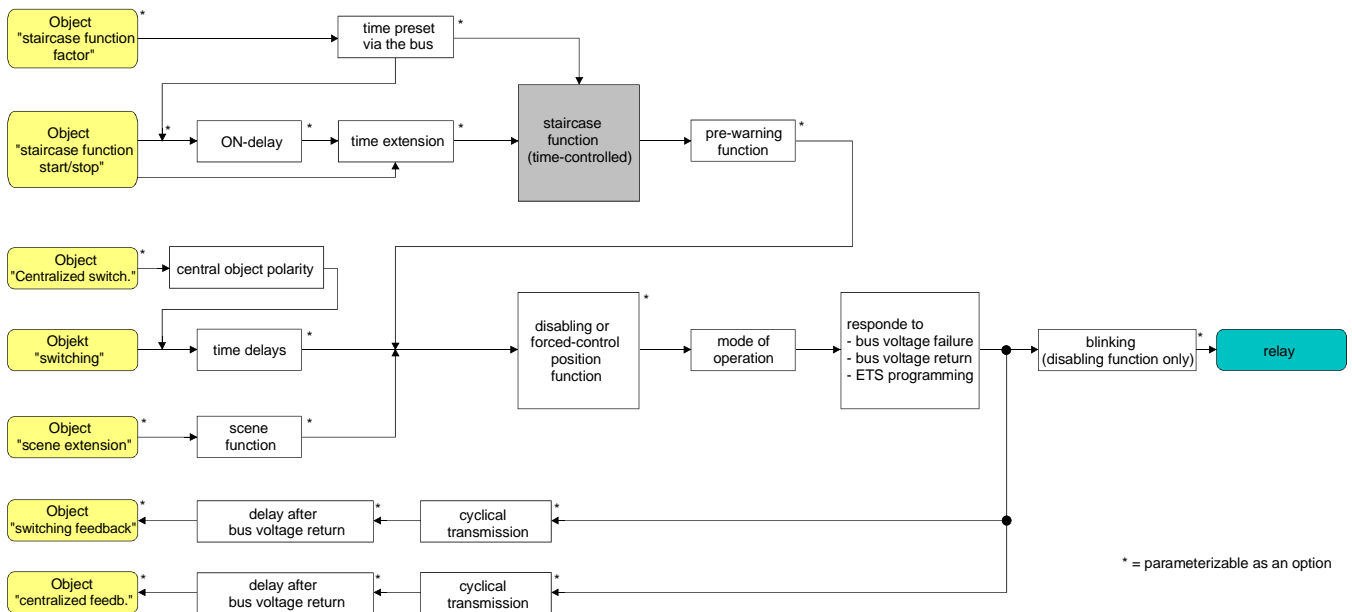 Object
"staircase function
factor"
*
time preset
via the bus
*
Object
"staircase function
start/stop"
*
ON-delay
*
time extension
*
staircase
function
(time-controlled)
pre-warning
function
*
Object
"Centralized switch."
*
central object polarity
Objekt
"switching"
time delays
*
disabling or
forced-control
position
function
*
mode of
operation
responde to
- bus voltage failure
- bus voltage return
- ETS programming
blinking
(disabling function only)
*
relay
Object
"scene extension"
*
scene
function
*
Object
"switching feedback"
*
delay after
bus voltage return
*
cyclical
transmission
*
Object
"centralized feedb."
*
delay after
bus voltage return
*
cyclical
transmission
*
* = parameterizable as an option